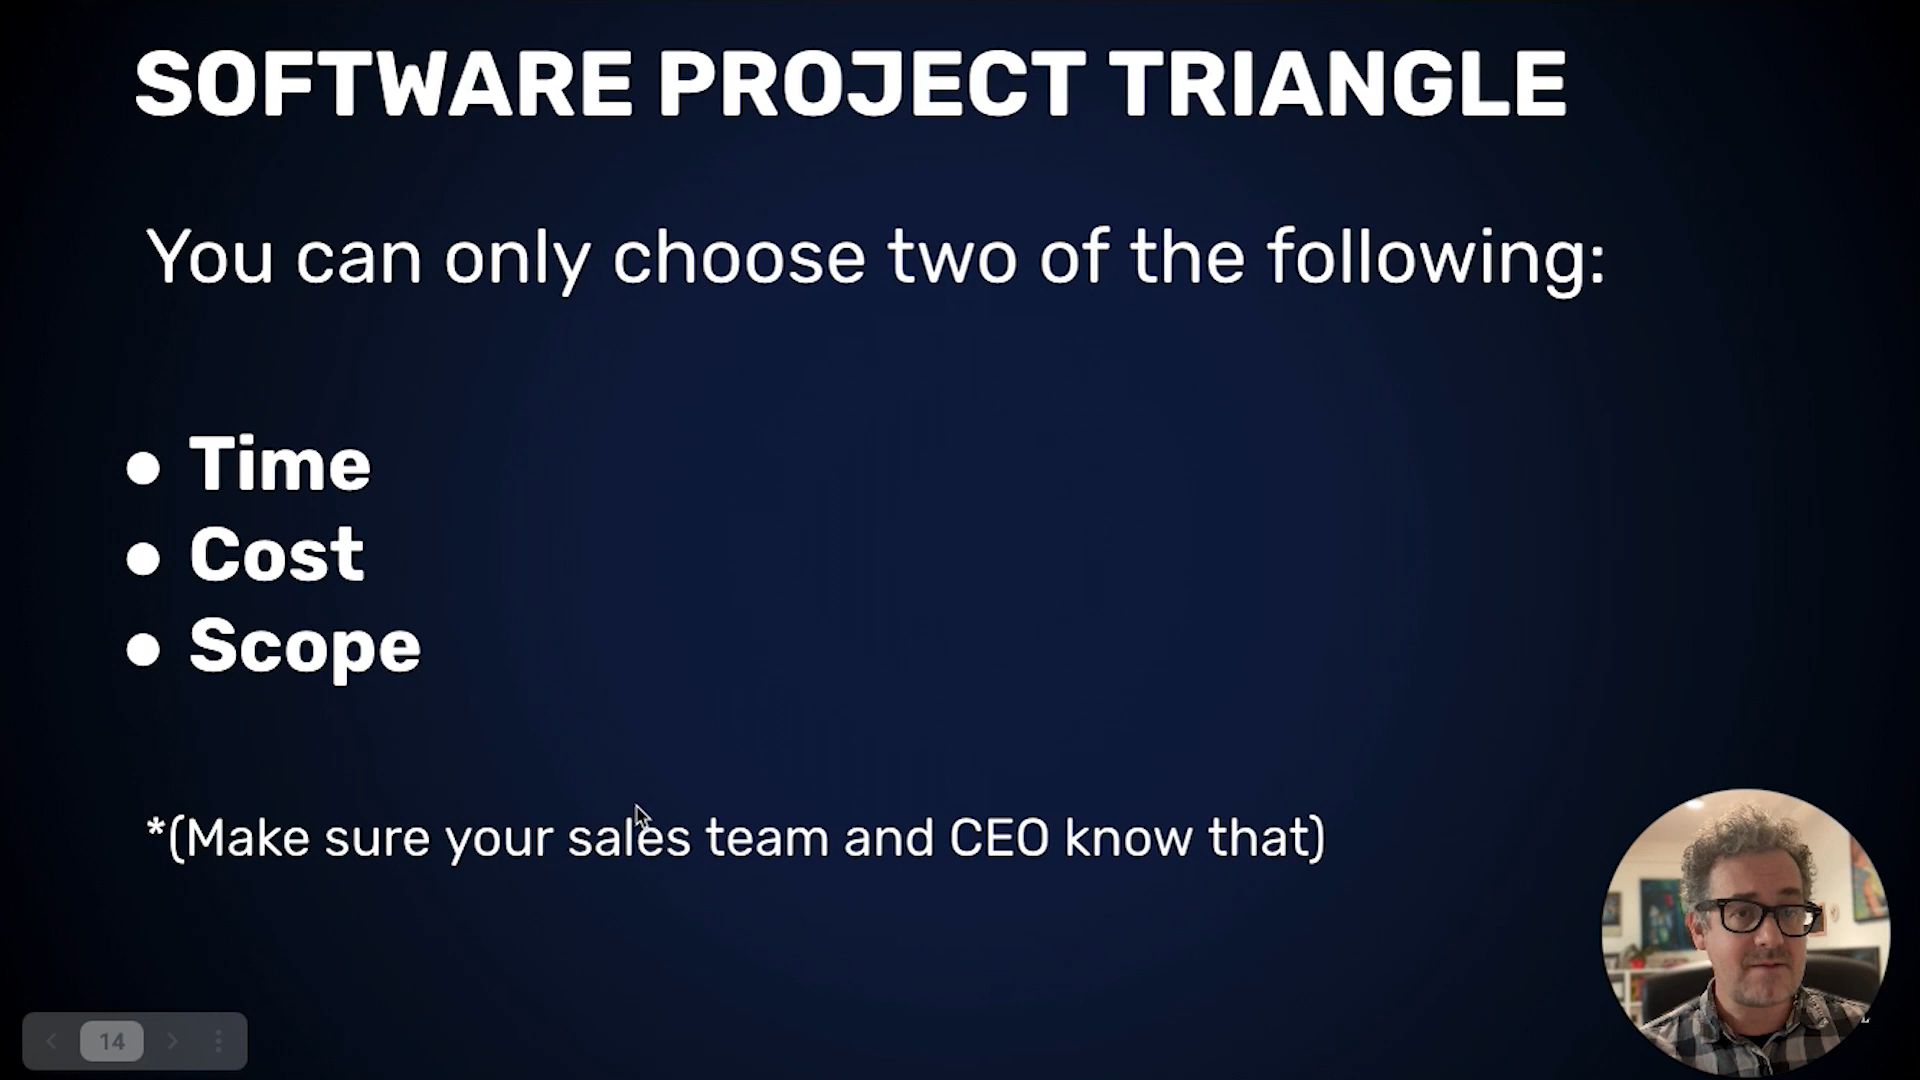 SOFTWARE PROJECT TRIANGLE
You can only choose two of the following:
● Time
● Cost
● Scope
*(Make sure your sales team and CEO know that)
14